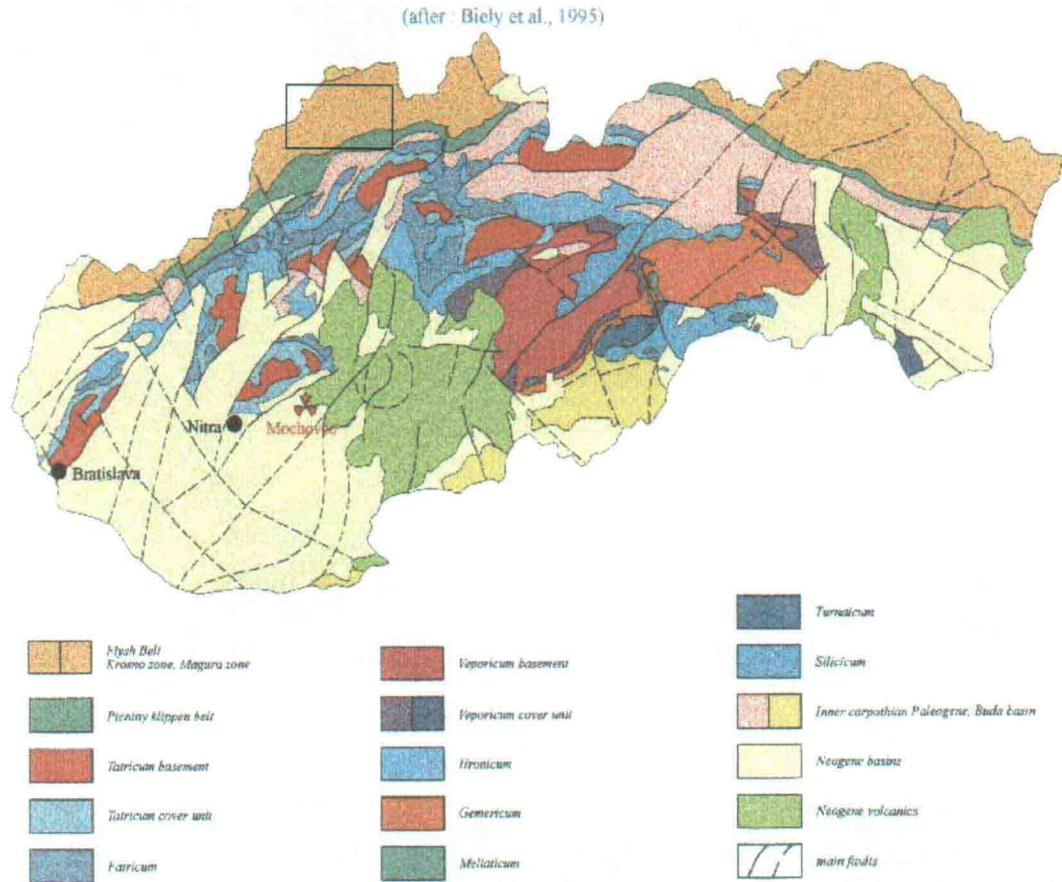 (after : Biely et al., 1995)
Nitra
Mochovce
Bratislava
Flysh Belt
Krosno zone, Magura zone
Pieniny klippen belt
Tatricum basement
Tatricum cover unit
Fatricum
Veporicum basement
Veporicum cover unit
Hronicum
Gemericum
Meliaticum
Turnaicum
Silicicum
Inner carpathian Paleogene, Buda basin
Neogene basins
Neogene volcanics
main faults